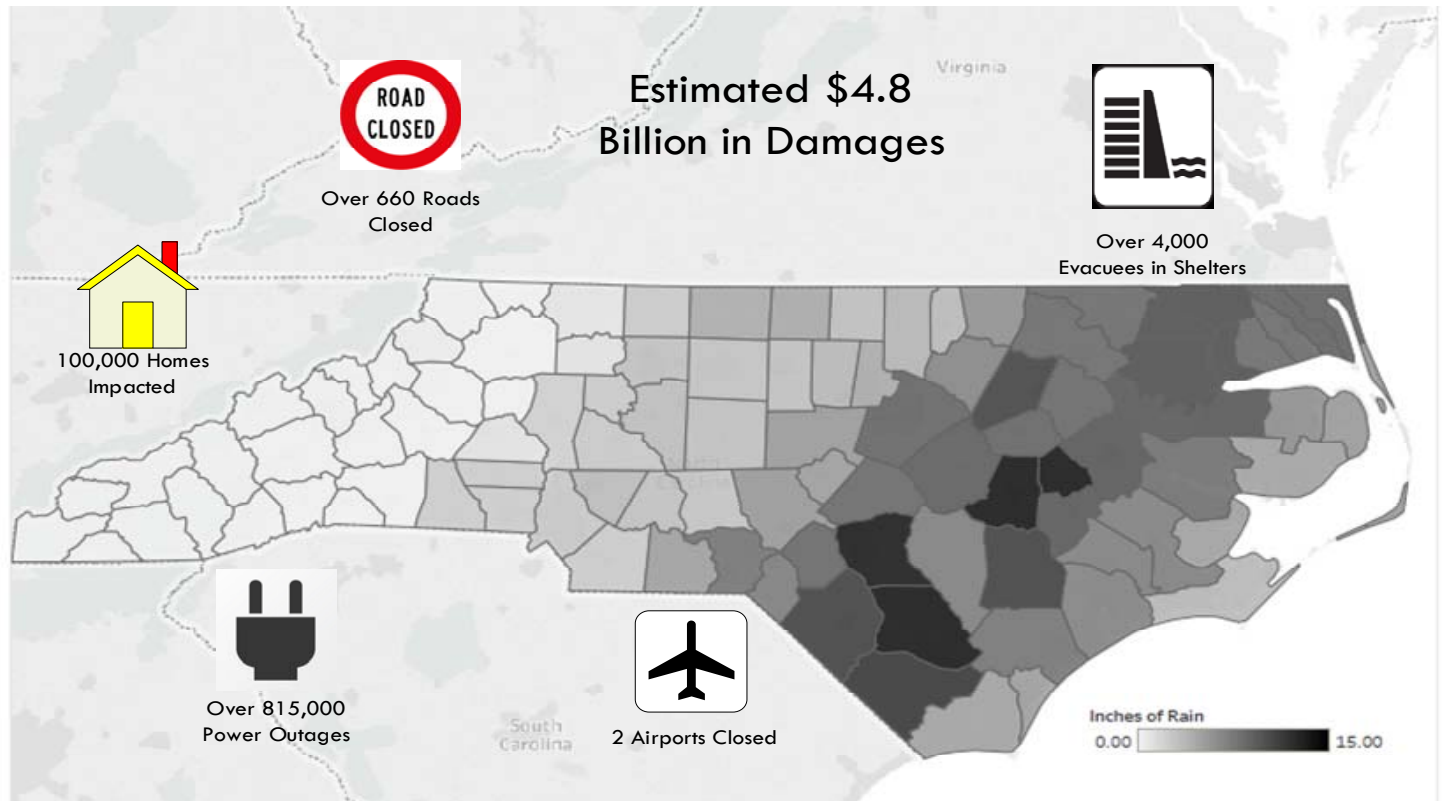 Virginia
ROAD
CLOSED
Estimated $4.8
Billion in Damages
Over 660 Roads
Closed
Over 4,000
Evacuees in Shelters
100,000 Homes
Impacted
Over 815,000
Power Outages
South
Carolina
2 Airports Closed
Inches of Rain
0.00
15.00